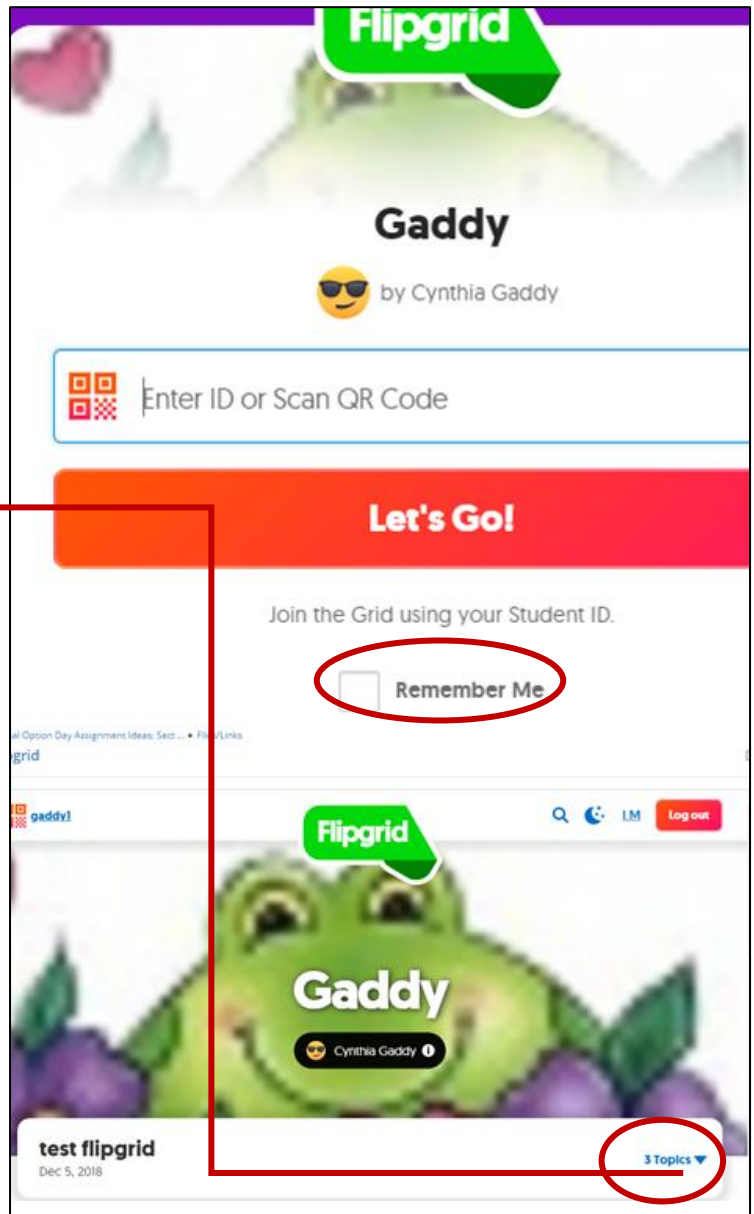 Flipgrid
Gaddy
by Cynthia Gaddy
Enter ID or Scan QR Code
Let's Go!
Join the Grid using your Student ID.
Remember Me
al Option Day Assignment Ideas: Sect ... • Files/Links
grid
gaddy1
Flipgrid
LM
Log out
Gaddy
Cynthia Gaddy
test flipgrid
Dec 5, 2018
3 Topics